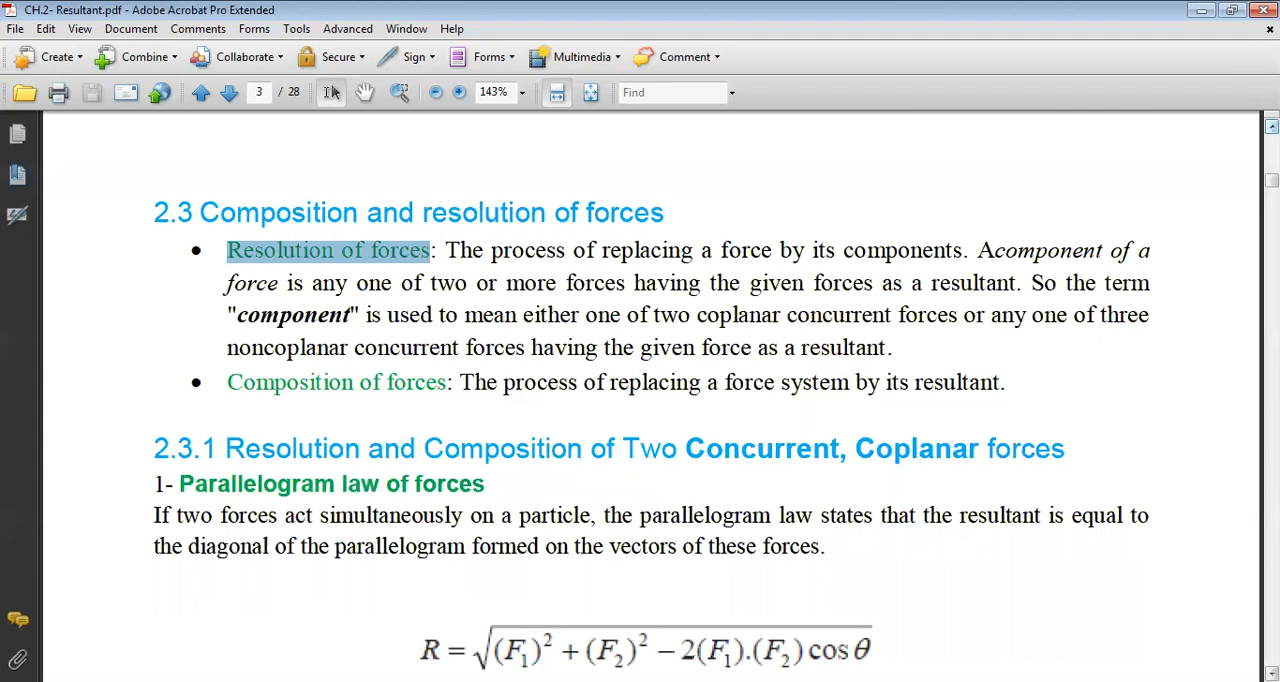 CH.2- Resultant.pdf - Adobe Acrobat Pro Extended
File Edit View Document Comments Forms Tools Advanced Window Help
Create Combine Collaborate Secure Sign Forms Multimedia Comment
3 / 28 143% Find
2.3 Composition and resolution of forces
• Resolution of forces: The process of replacing a force by its components. Acomponent of a
force is any one of two or more forces having the given forces as a resultant. So the term
"component" is used to mean either one of two coplanar concurrent forces or any one of three
noncoplanar concurrent forces having the given force as a resultant.
• Composition of forces: The process of replacing a force system by its resultant.
2.3.1 Resolution and Composition of Two Concurrent, Coplanar forces
1- Parallelogram law of forces
If two forces act simultaneously on a particle, the parallelogram law states that the resultant is equal to
the diagonal of the parallelogram formed on the vectors of these forces.
R = √(F₁)² + (F₂)² − 2(F₁).(F₂) cos θ